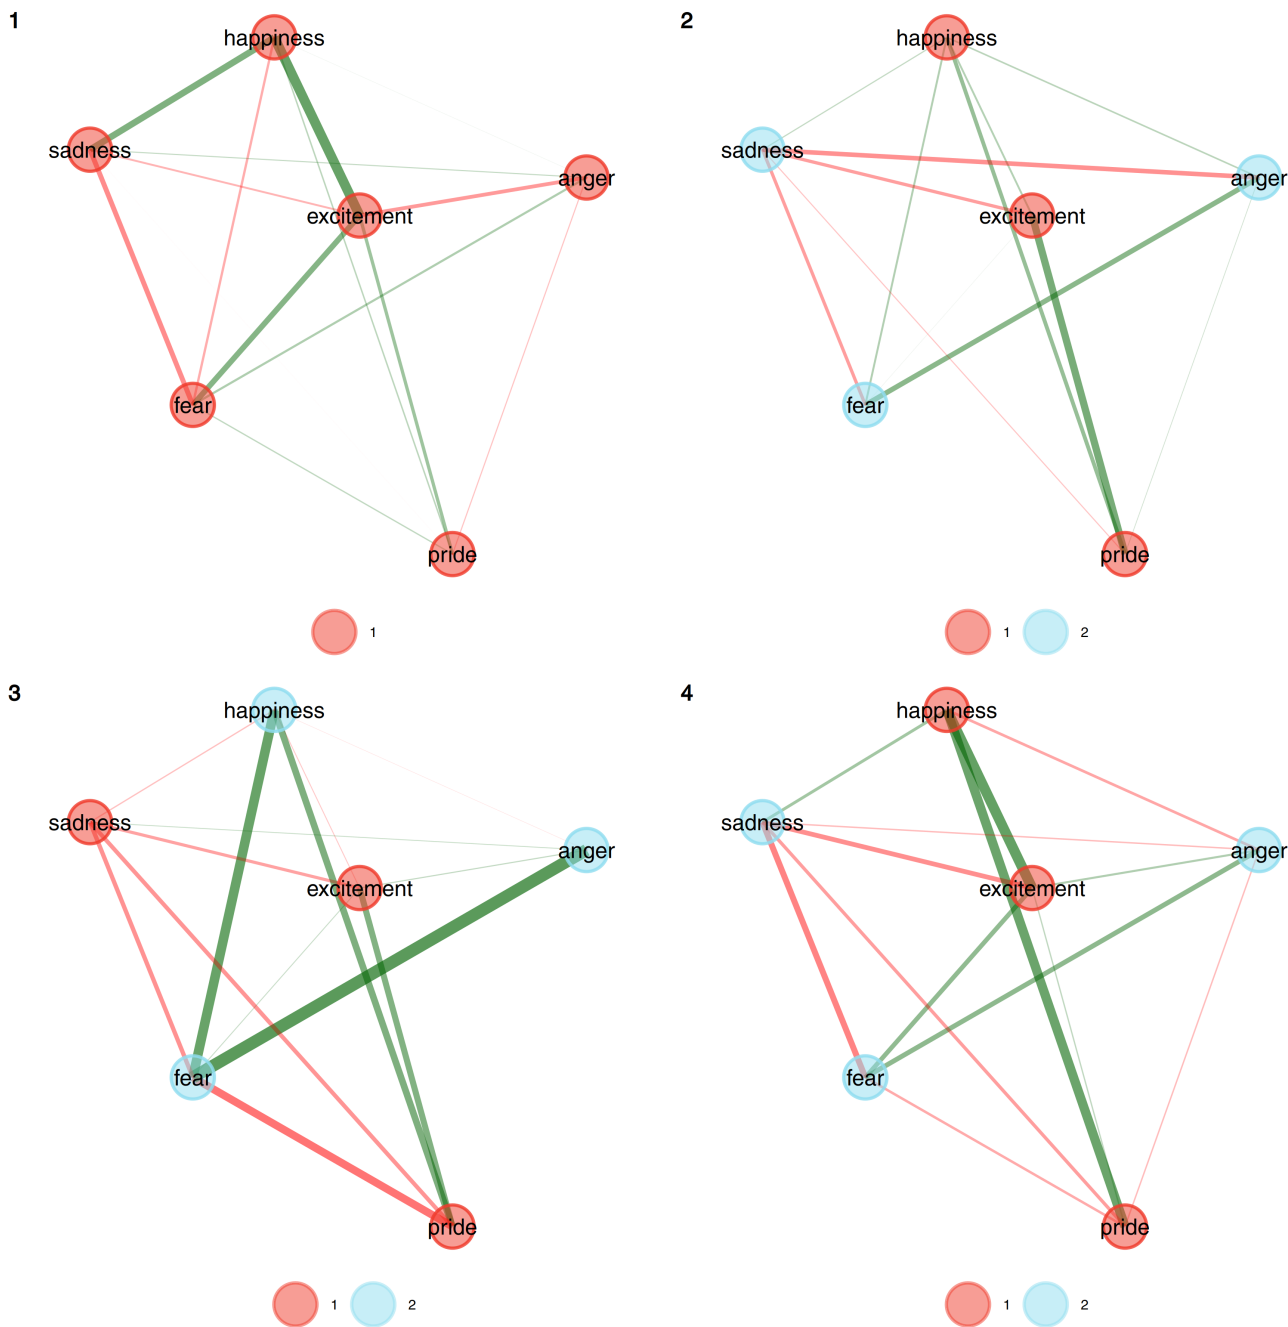 1
happiness
sadness
anger
excitement
fear
pride
1
2
happiness
sadness
anger
excitement
fear
pride
1 2
3
happiness
sadness
anger
excitement
fear
pride
1 2
4
happiness
sadness
anger
excitement
fear
pride
1 2